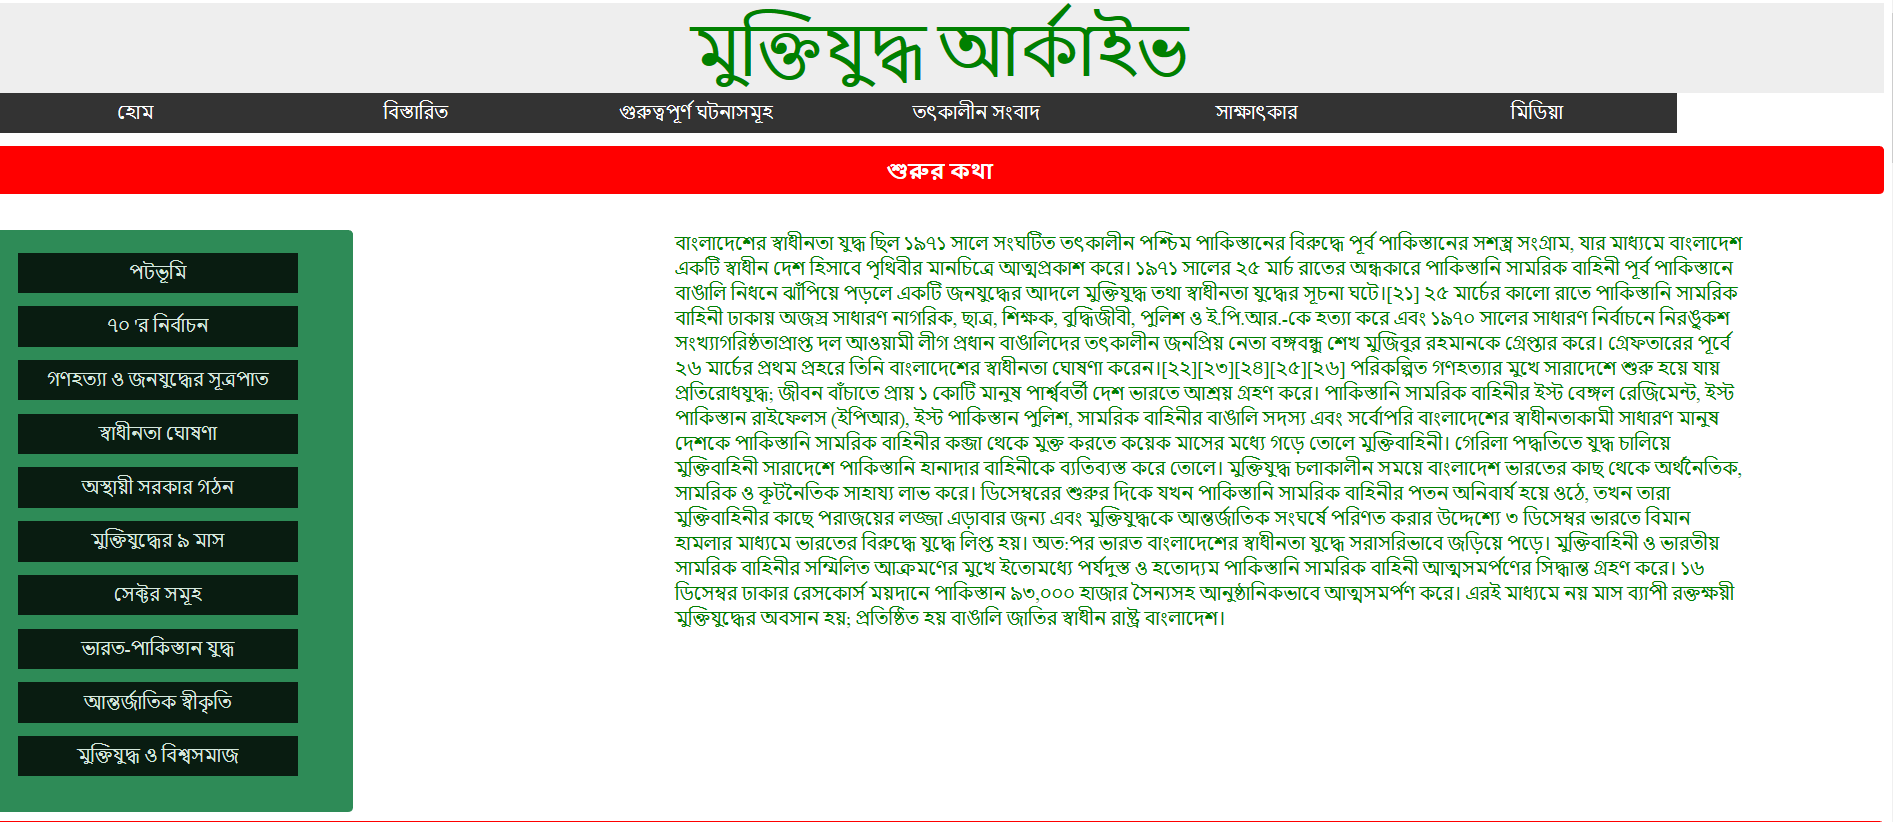 মুক্তিযুদ্ধ আর্কাইভ
হোম বিস্তারিত গুরুত্বপূর্ণ ঘটনাসমূহ তৎকালীন সংবাদ সাক্ষাৎকার মিডিয়া
শুরুর কথা
পটভূমি
৭০ 'র নির্বাচন
গণহত্যা ও জনযুদ্ধের সূত্রপাত
স্বাধীনতা ঘোষণা
অস্থায়ী সরকার গঠন
মুক্তিযুদ্ধের ৯ মাস
সেক্টর সমূহ
ভারত-পাকিস্তান যুদ্ধ
আন্তর্জাতিক স্বীকৃতি
মুক্তিযুদ্ধ ও বিশ্বসমাজ
বাংলাদেশের স্বাধীনতা যুদ্ধ ছিল ১৯৭১ সালে সংঘটিত তৎকালীন পশ্চিম পাকিস্তানের বিরুদ্ধে পূর্ব পাকিস্তানের সশস্ত্র সংগ্রাম, যার মাধ্যমে বাংলাদেশ
একটি স্বাধীন দেশ হিসাবে পৃথিবীর মানচিত্রে আত্মপ্রকাশ করে। ১৯৭১ সালের ২৫ মার্চ রাতের অন্ধকারে পাকিস্তানি সামরিক বাহিনী পূর্ব পাকিস্তানে
বাঙালি নিধনে ঝাঁপিয়ে পড়লে একটি জনযুদ্ধের আদলে মুক্তিযুদ্ধ তথা স্বাধীনতা যুদ্ধের সূচনা ঘটে।[২১] ২৫ মার্চের কালো রাতে পাকিস্তানি সামরিক
বাহিনী ঢাকায় অজস্র সাধারণ নাগরিক, ছাত্র, শিক্ষক, বুদ্ধিজীবী, পুলিশ ও ই.পি.আর.-কে হত্যা করে এবং ১৯৭০ সালের সাধারণ নির্বাচনে নিরঙ্কুশ
সংখ্যাগরিষ্ঠতাপ্রাপ্ত দল আওয়ামী লীগ প্রধান বাঙালিদের তৎকালীন জনপ্রিয় নেতা বঙ্গবন্ধু শেখ মুজিবুর রহমানকে গ্রেপ্তার করে। গ্রেফতারের পূর্বে
২৬ মার্চের প্রথম প্রহরে তিনি বাংলাদেশের স্বাধীনতা ঘোষণা করেন।[২২][২৩][২৪][২৫][২৬] পরিকল্পিত গণহত্যার মুখে সারাদেশে শুরু হয়ে যায়
প্রতিরোধযুদ্ধ; জীবন বাঁচাতে প্রায় ১ কোটি মানুষ পার্শ্ববর্তী দেশ ভারতে আশ্রয় গ্রহণ করে। পাকিস্তানি সামরিক বাহিনীর ইস্ট বেঙ্গল রেজিমেন্ট, ইস্ট
পাকিস্তান রাইফেলস (ইপিআর), ইস্ট পাকিস্তান পুলিশ, সামরিক বাহিনীর বাঙালি সদস্য এবং সর্বোপরি বাংলাদেশের স্বাধীনতাকামী সাধারণ মানুষ
দেশকে পাকিস্তানি সামরিক বাহিনীর কব্জা থেকে মুক্ত করতে কয়েক মাসের মধ্যে গড়ে তোলে মুক্তিবাহিনী। গেরিলা পদ্ধতিতে যুদ্ধ চালিয়ে
মুক্তিবাহিনী সারাদেশে পাকিস্তানি হানাদার বাহিনীকে ব্যতিব্যস্ত করে তোলে। মুক্তিযুদ্ধ চলাকালীন সময়ে বাংলাদেশ ভারতের কাছ থেকে অর্থনৈতিক,
সামরিক ও কূটনৈতিক সাহায্য লাভ করে। ডিসেম্বরের শুরুর দিকে যখন পাকিস্তানি সামরিক বাহিনীর পতন অনিবার্য হয়ে ওঠে, তখন তারা
মুক্তিবাহিনীর কাছে পরাজয়ের লজ্জা এড়াবার জন্য এবং মুক্তিযুদ্ধকে আন্তর্জাতিক সংঘর্ষে পরিণত করার উদ্দেশ্যে ৩ ডিসেম্বর ভারতে বিমান
হামলার মাধ্যমে ভারতের বিরুদ্ধে যুদ্ধে লিপ্ত হয়। অত:পর ভারত বাংলাদেশের স্বাধীনতা যুদ্ধে সরাসরিভাবে জড়িয়ে পড়ে। মুক্তিবাহিনী ও ভারতীয়
সামরিক বাহিনীর সম্মিলিত আক্রমণের মুখে ইতোমধ্যে পর্যদুস্ত ও হতোদ্যম পাকিস্তানি সামরিক বাহিনী আত্মসমর্পণের সিদ্ধান্ত গ্রহণ করে। ১৬
ডিসেম্বর ঢাকার রেসকোর্স ময়দানে পাকিস্তান ৯৩,০০০ হাজার সৈন্যসহ আনুষ্ঠানিকভাবে আত্মসমর্পণ করে। এরই মাধ্যমে নয় মাস ব্যাপী রক্তক্ষয়ী
মুক্তিযুদ্ধের অবসান হয়; প্রতিষ্ঠিত হয় বাঙালি জাতির স্বাধীন রাষ্ট্র বাংলাদেশ।